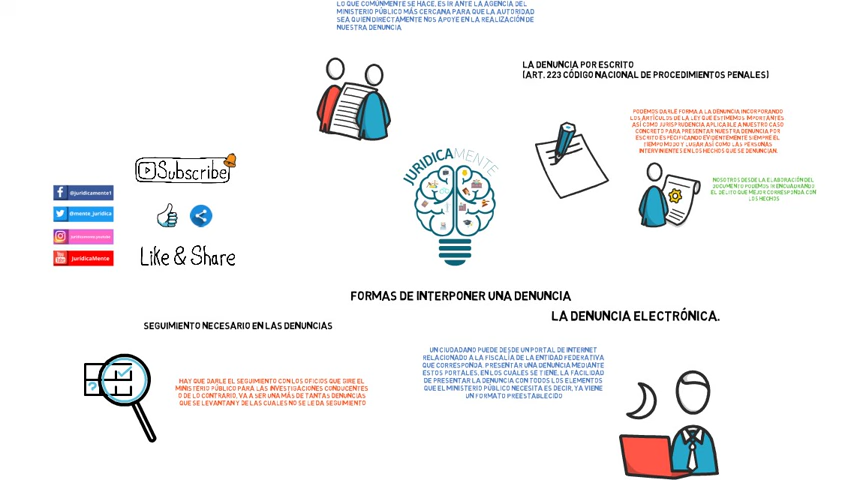 LO QUE COMÚNMENTE SE HACE, ES IR ANTE LA AGENCIA DEL
MINISTERIO PÚBLICO MÁS CERCANA PARA QUE LA AUTORIDAD
SEA QUIEN DIRECTAMENTE NOS APOYE EN LA REALIZACIÓN DE
NUESTRA DENUNCIA
LA DENUNCIA POR ESCRITO
(ART. 223 CÓDIGO NACIONAL DE PROCEDIMIENTOS PENALES)
PODEMOS DARLE FORMA A LA DENUNCIA INCORPORANDO
LOS ARTÍCULOS DE LA LEY QUE ESTIMEMOS IMPORTANTES
ASÍ COMO JURISPRUDENCIA APLICABLE A NUESTRO CASO
CONCRETO PARA PRESENTAR NUESTRA DENUNCIA POR
ESCRITO ESPECIFICANDO EVIDENTEMENTE SIEMPRE EL
TIEMPO MODO Y LUGAR ASÍ COMO LAS PERSONAS
INTERVINIENTES EN LOS HECHOS QUE SE DENUNCIAN.
NOSOTROS DESDE LA ELABORACIÓN DEL
DOCUMENTO PODEMOS IR ENCUADRANDO
EL DELITO QUE MEJOR CORRESPONDA CON
LOS HECHOS
JURIDICAMENTE
Subscribe
@juridicamente1
@mente_juridica
You Tube
JurídicaMente
Like & Share
FORMAS DE INTERPONER UNA DENUNCIA
LA DENUNCIA ELECTRÓNICA.
SEGUIMIENTO NECESARIO EN LAS DENUNCIAS
UN CIUDADANO PUEDE DESDE UN PORTAL DE INTERNET
RELACIONADO A LA FISCALÍA DE LA ENTIDAD FEDERATIVA
QUE CORRESPONDA, PRESENTAR UNA DENUNCIA MEDIANTE
ESTOS PORTALES, EN LOS CUALES SE TIENE, LA FACILIDAD
DE PRESENTAR LA DENUNCIA CON TODOS LOS ELEMENTOS
QUE EL MINISTERIO PÚBLICO NECESITA ES DECIR, YA VIENE
UN FORMATO PREESTABLECIDO
HAY QUE DARLE EL SEGUIMIENTO CON LOS OFICIOS QUE GIRE EL
MINISTERIO PÚBLICO PARA LAS INVESTIGACIONES CONDUCENTES
O DE LO CONTRARIO, VA A SER UNA MÁS DE TANTAS DENUNCIAS
QUE SE LEVANTAN Y DE LAS CUALES NO SE LE DA SEGUIMIENTO